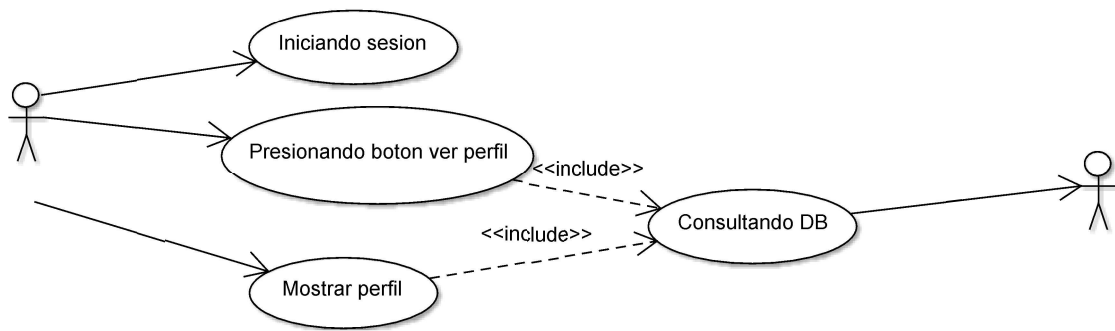 Iniciando sesion
Presionando boton ver perfil
<<include>>
Consultando DB
<<include>>
Mostrar perfil